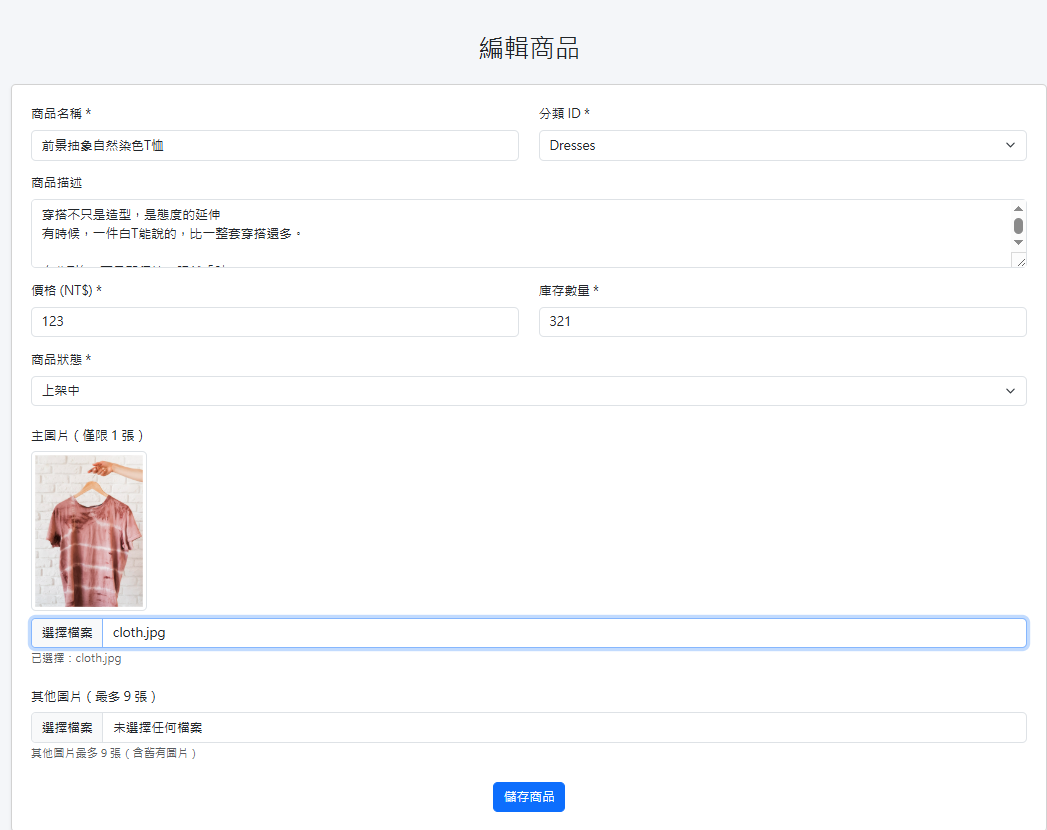 編輯商品
商品名稱 *
分類 ID *
前景抽象自然染色T恤
Dresses
商品描述
穿搭不只是造型，是態度的延伸
有時候，一件白T能說的，比一整套穿搭還多。
價格 (NT$) *
庫存數量 *
123
321
商品狀態 *
上架中
主圖片（僅限 1 張）
選擇檔案 cloth.jpg
已選擇：cloth.jpg
其他圖片（最多 9 張）
選擇檔案 未選擇任何檔案
其他圖片最多 9 張（含舊有圖片）
儲存商品